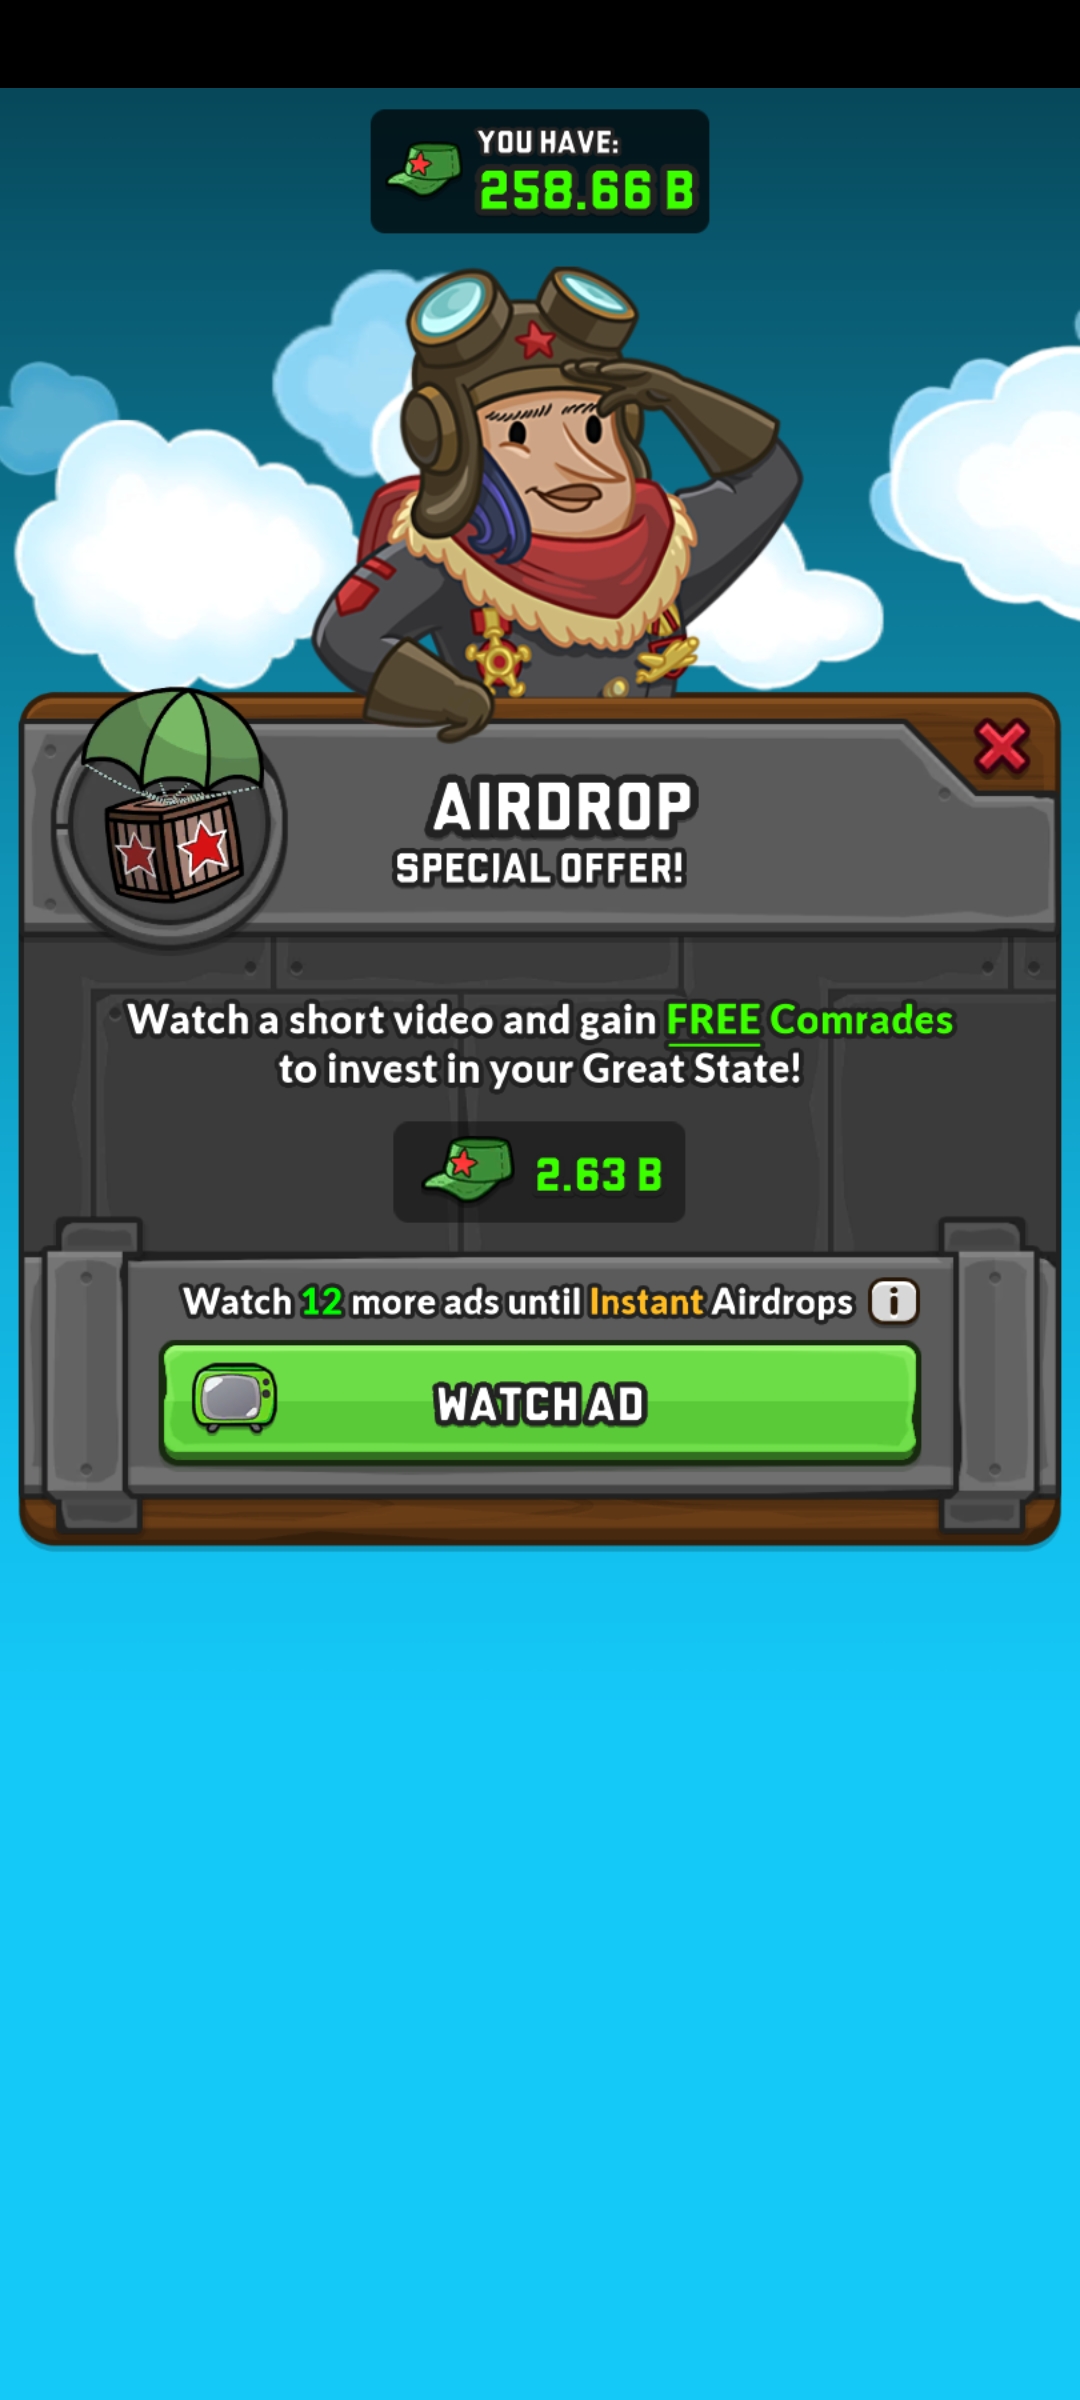 YOU HAVE:
258.66 B
AIRDROP
SPECIAL OFFER!
Watch a short video and gain FREE Comrades
to invest in your Great State!
2.63 B
Watch 12 more ads until Instant Airdrops i
WATCH AD